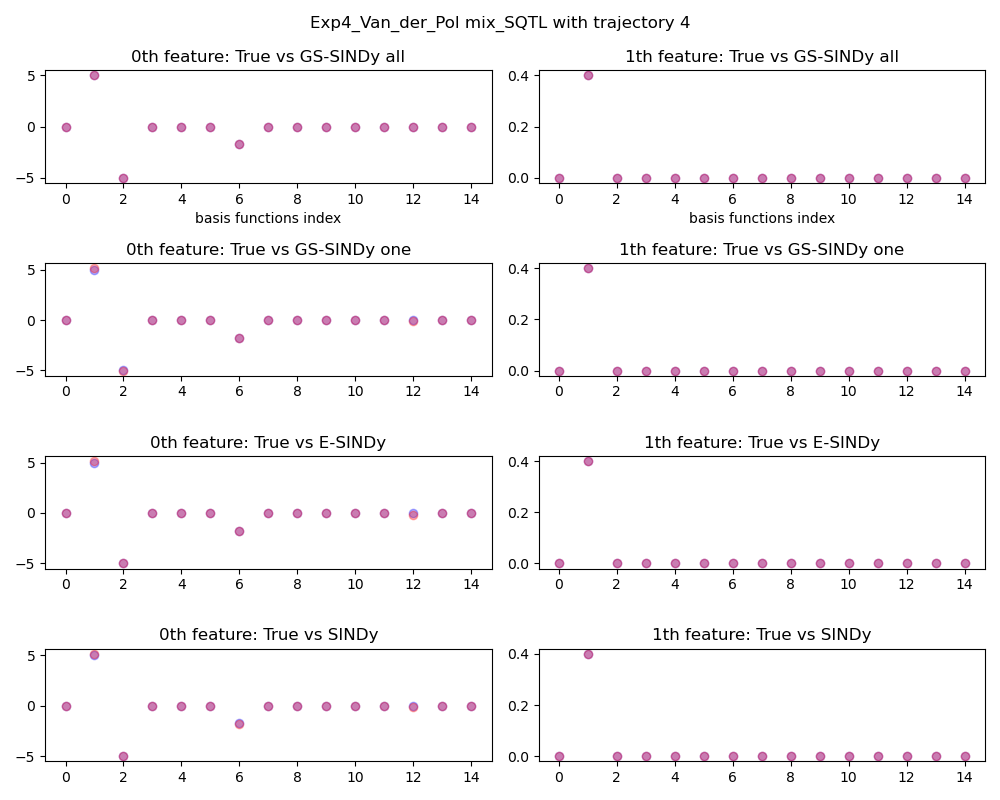 Exp4_Van_der_Pol mix_SQTL with trajectory 4
0th feature: True vs GS-SINDy all
5
0
−5
0 2 4 6 8 10 12 14
basis functions index
1th feature: True vs GS-SINDy all
0.4
0.2
0.0
0 2 4 6 8 10 12 14
basis functions index
0th feature: True vs GS-SINDy one
5
0
−5
0 2 4 6 8 10 12 14
1th feature: True vs GS-SINDy one
0.4
0.2
0.0
0 2 4 6 8 10 12 14
0th feature: True vs E-SINDy
5
0
−5
0 2 4 6 8 10 12 14
1th feature: True vs E-SINDy
0.4
0.2
0.0
0 2 4 6 8 10 12 14
0th feature: True vs SINDy
5
0
−5
0 2 4 6 8 10 12 14
1th feature: True vs SINDy
0.4
0.2
0.0
0 2 4 6 8 10 12 14